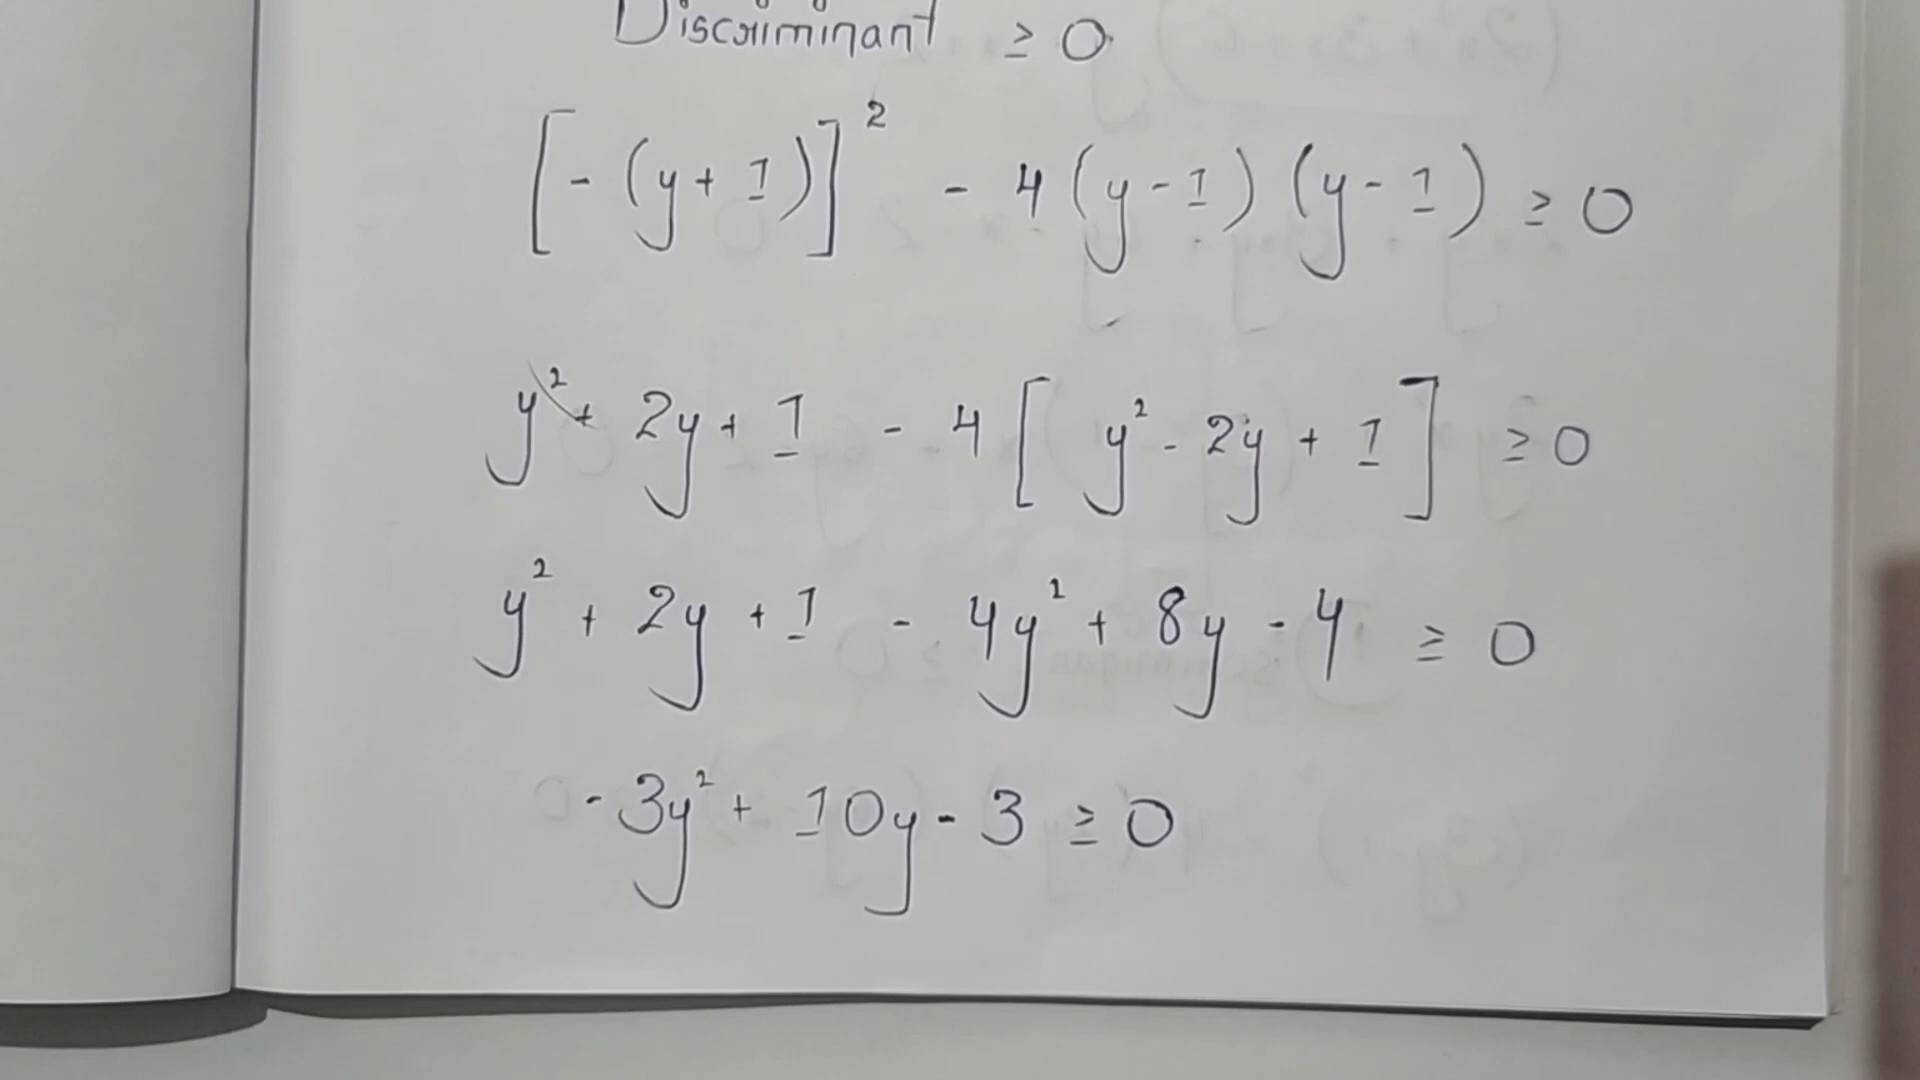 Discriminant ≥ 0
[-(y+1)]² - 4(y-1)(y-1) ≥ 0
y² + 2y + 1 - 4[y² - 2y + 1] ≥ 0
y² + 2y + 1 - 4y² + 8y - 4 ≥ 0
-3y² + 10y - 3 ≥ 0